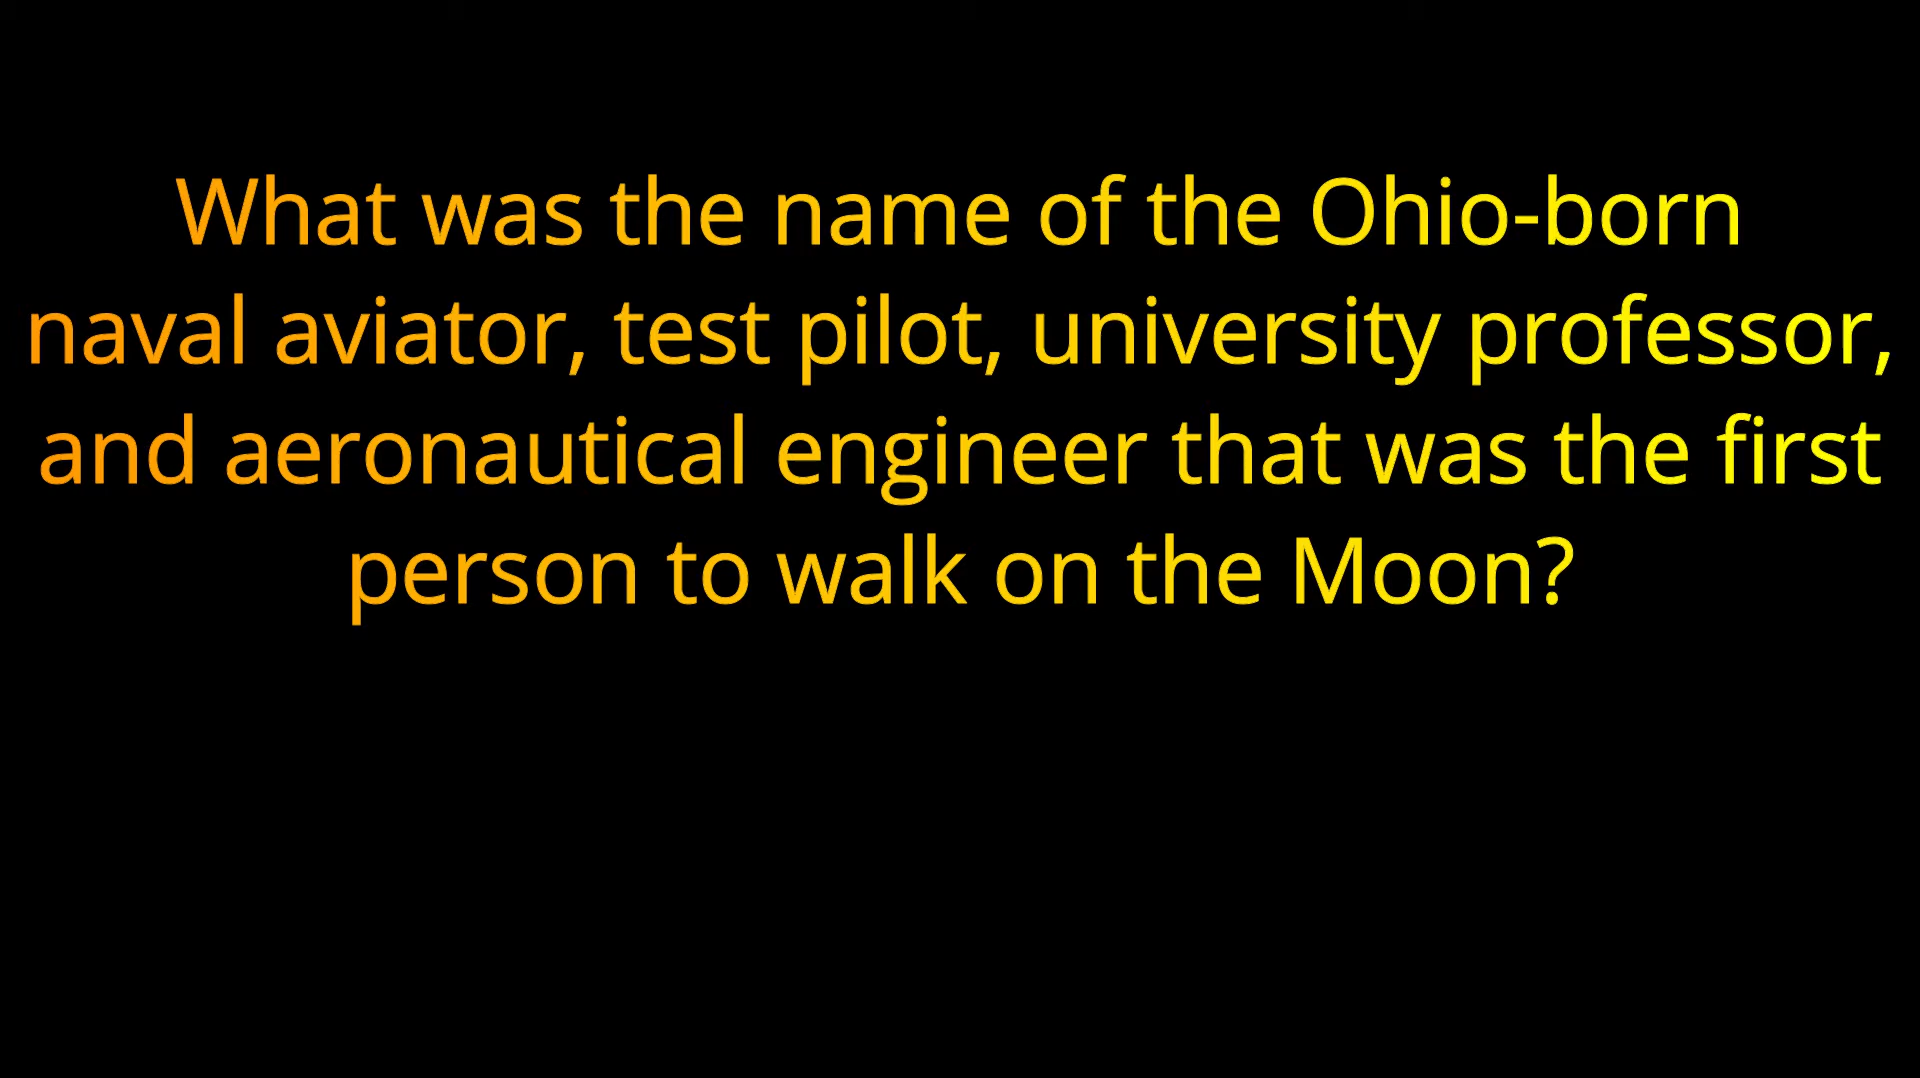 What was the name of the Ohio-born
naval aviator, test pilot, university professor,
and aeronautical engineer that was the first
person to walk on the Moon?